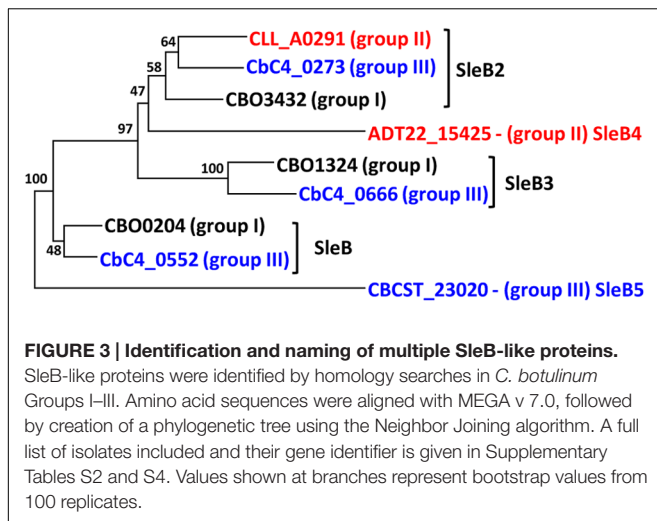 64
CLL_A0291 (group II)
58
CbC4_0273 (group III)
SleB2
47
CBO3432 (group I)
97
ADT22_15425 - (group II) SleB4
100
CBO1324 (group I)
SleB3
100
CbC4_0666 (group III)
CBO0204 (group I)
SleB
48
CbC4_0552 (group III)
CBCST_23020 - (group III) SleB5
FIGURE 3 | Identification and naming of multiple SleB-like proteins.
SleB-like proteins were identified by homology searches in C. botulinum
Groups I–III. Amino acid sequences were aligned with MEGA v 7.0, followed
by creation of a phylogenetic tree using the Neighbor Joining algorithm. A full
list of isolates included and their gene identifier is given in Supplementary
Tables S2 and S4. Values shown at branches represent bootstrap values from
100 replicates.